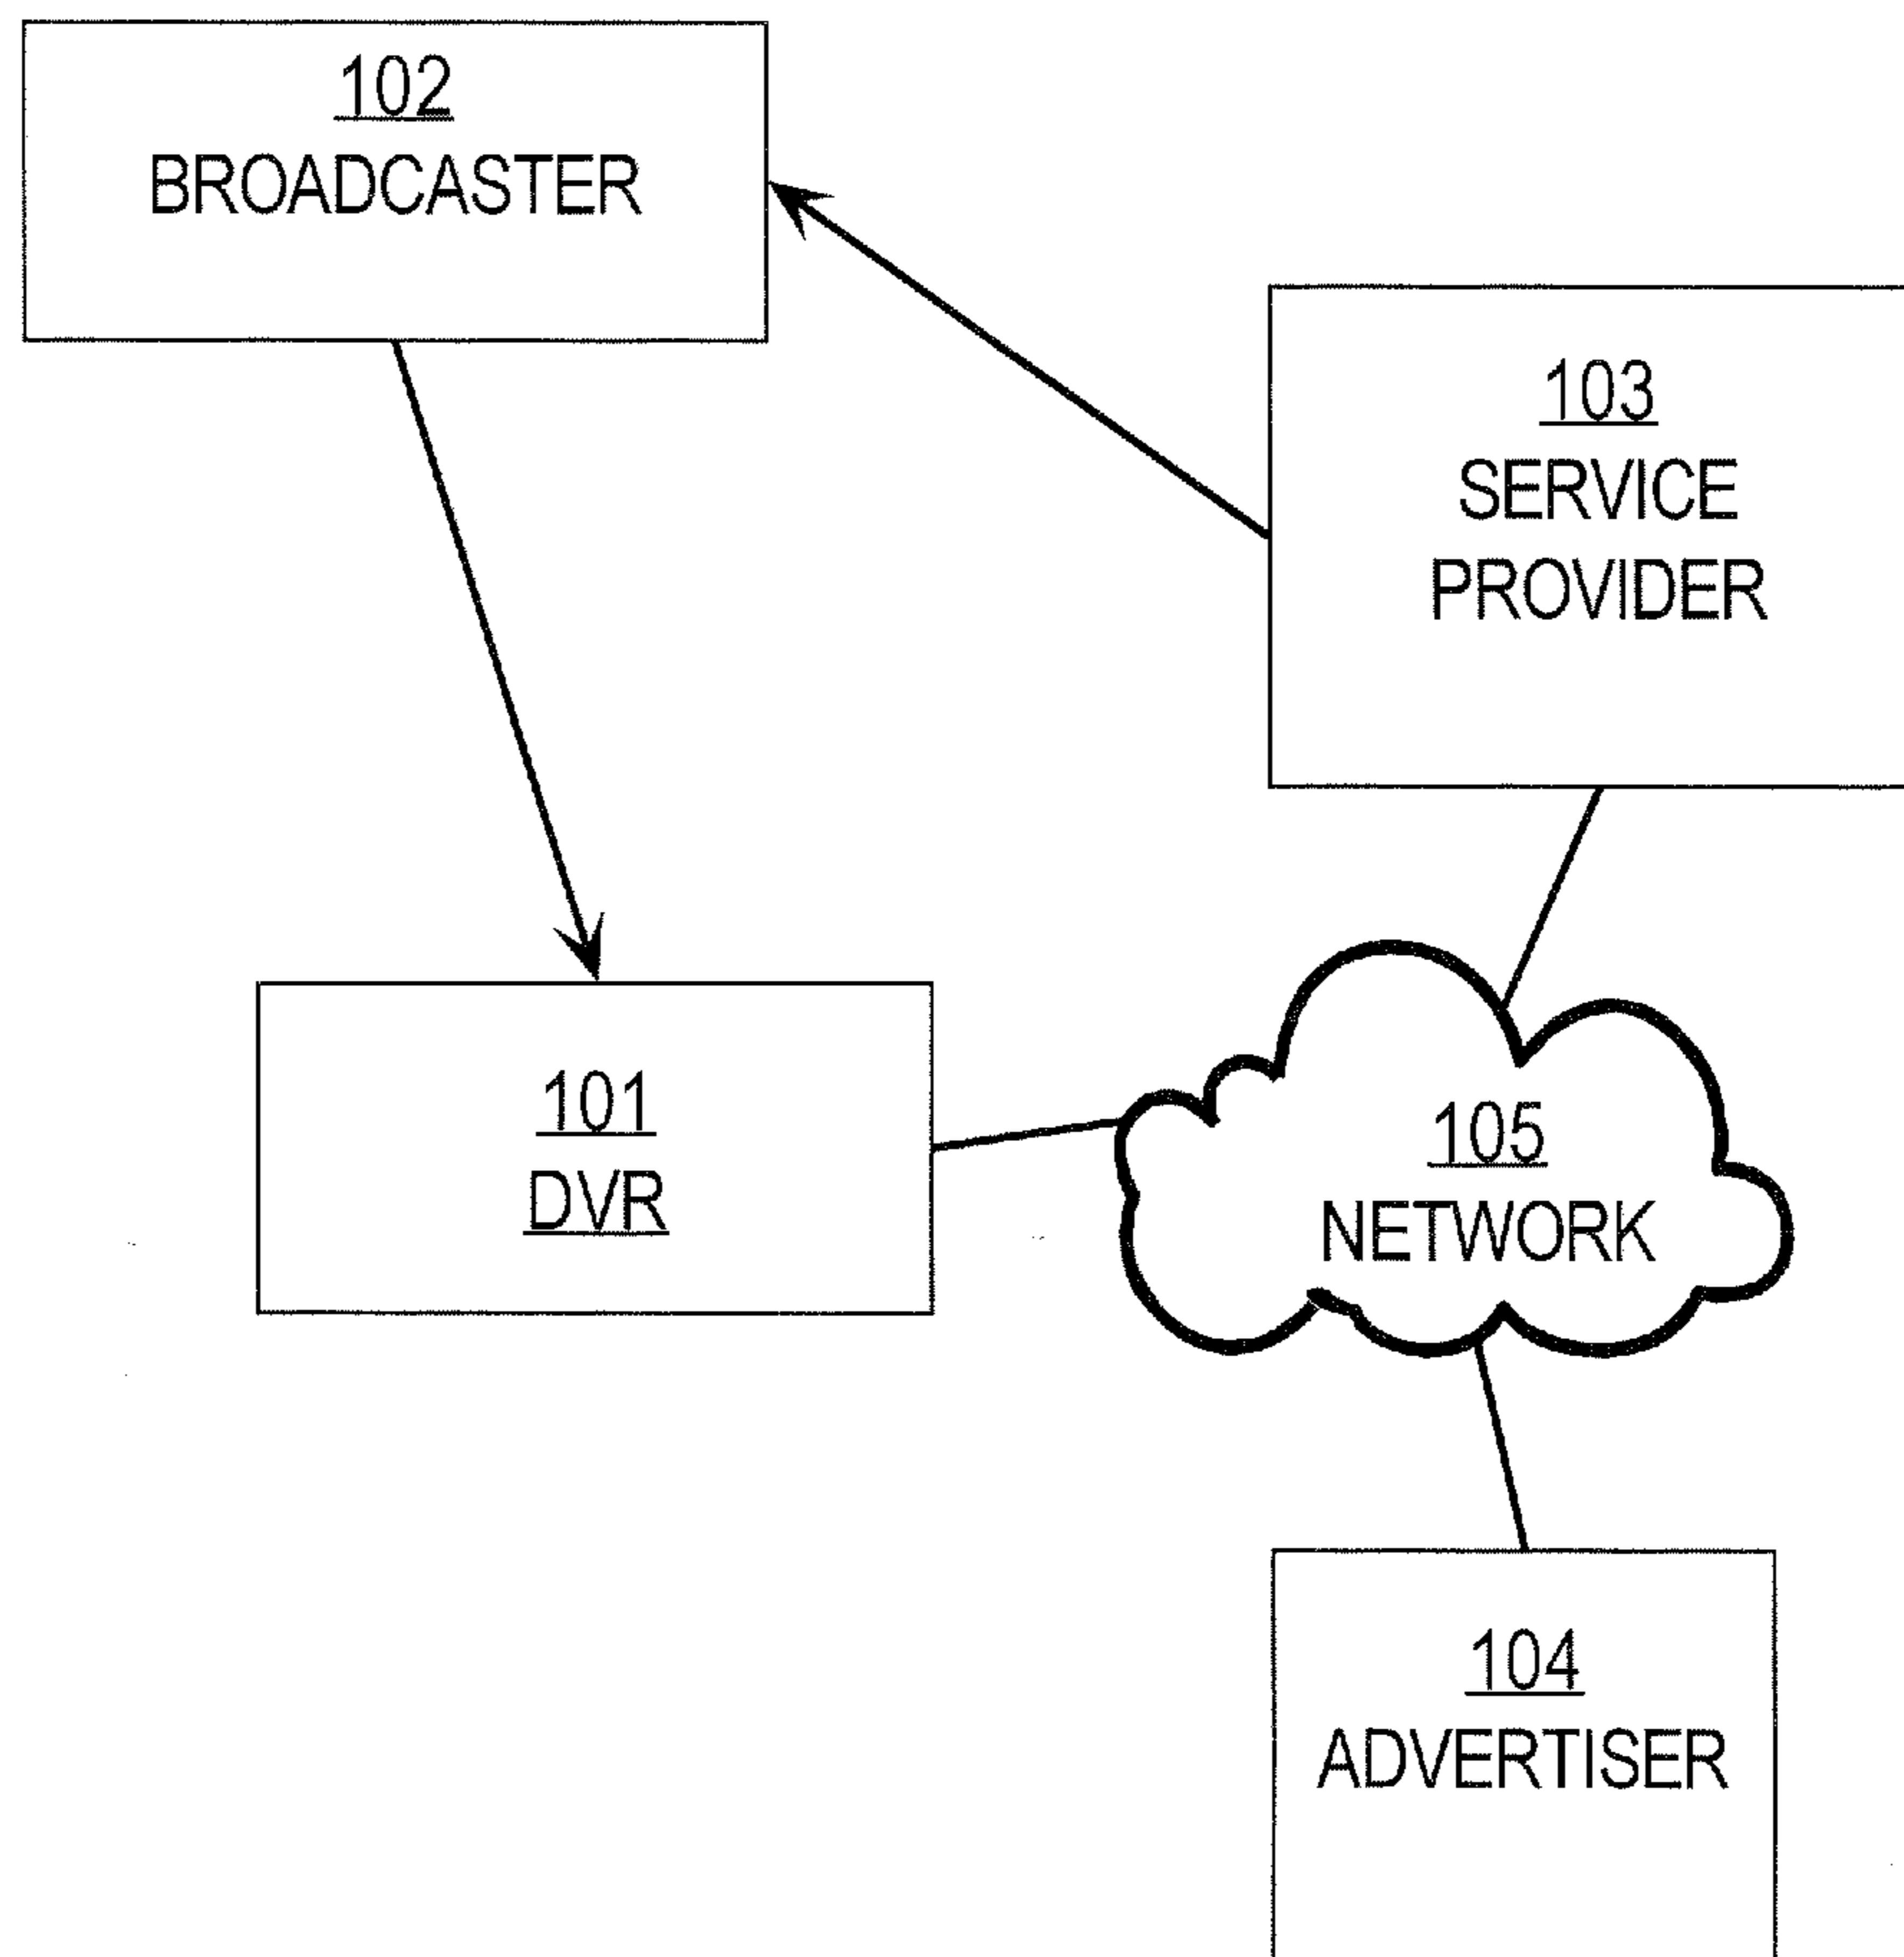 102
BROADCASTER
103
SERVICE
PROVIDER
101
DVR
105
NETWORK
104
ADVERTISER